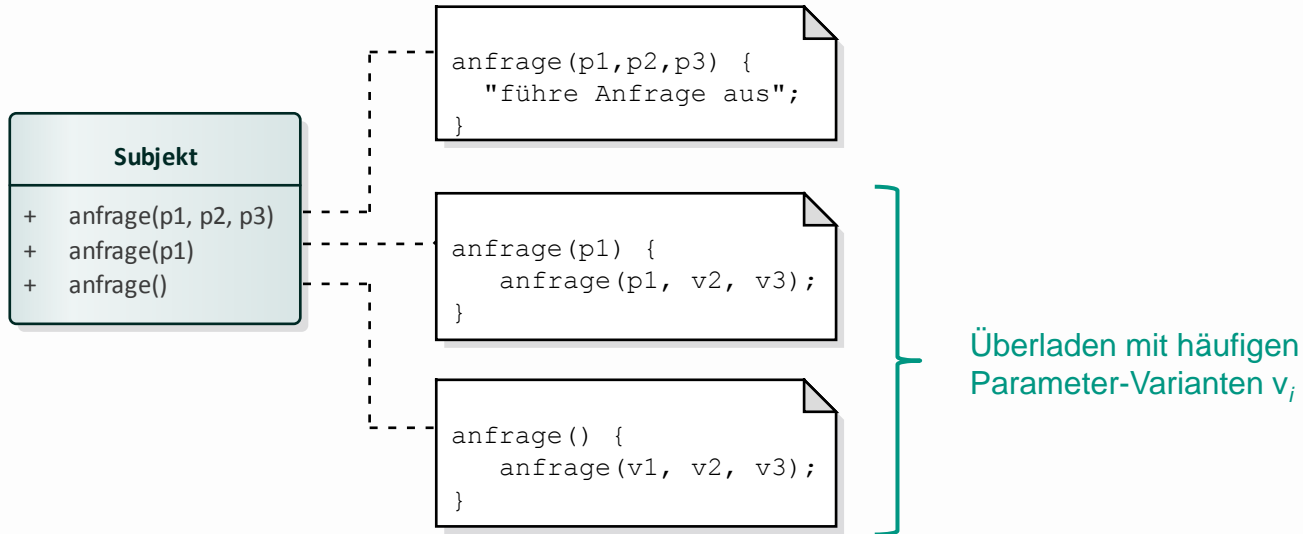 Subjekt
+ anfrage(p1, p2, p3)
+ anfrage(p1)
+ anfrage()
anfrage(p1,p2,p3) {
"führe Anfrage aus";
}
anfrage(p1) {
anfrage(p1, v2, v3);
}
anfrage() {
anfrage(v1, v2, v3);
}
Überladen mit häufigen
Parameter-Varianten vᵢ